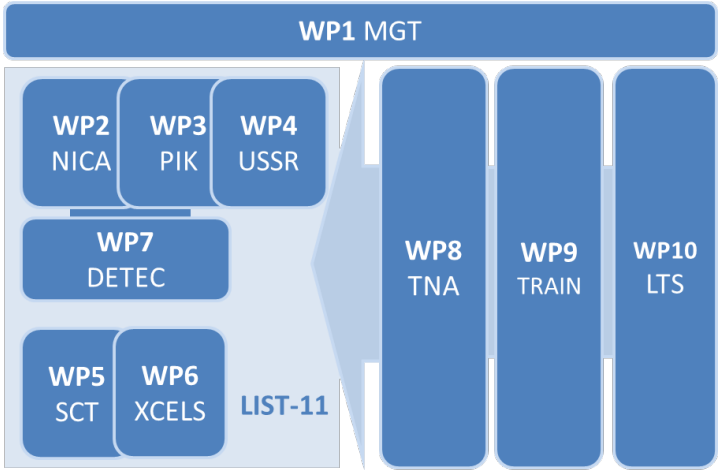 WP1 MGT
WP2
NICA
WP3
PIK
WP4
USSR
WP7
DETEC
WP5
SCT
WP6
XCELS
LIST-11
WP8
TNA
WP9
TRAIN
WP10
LTS